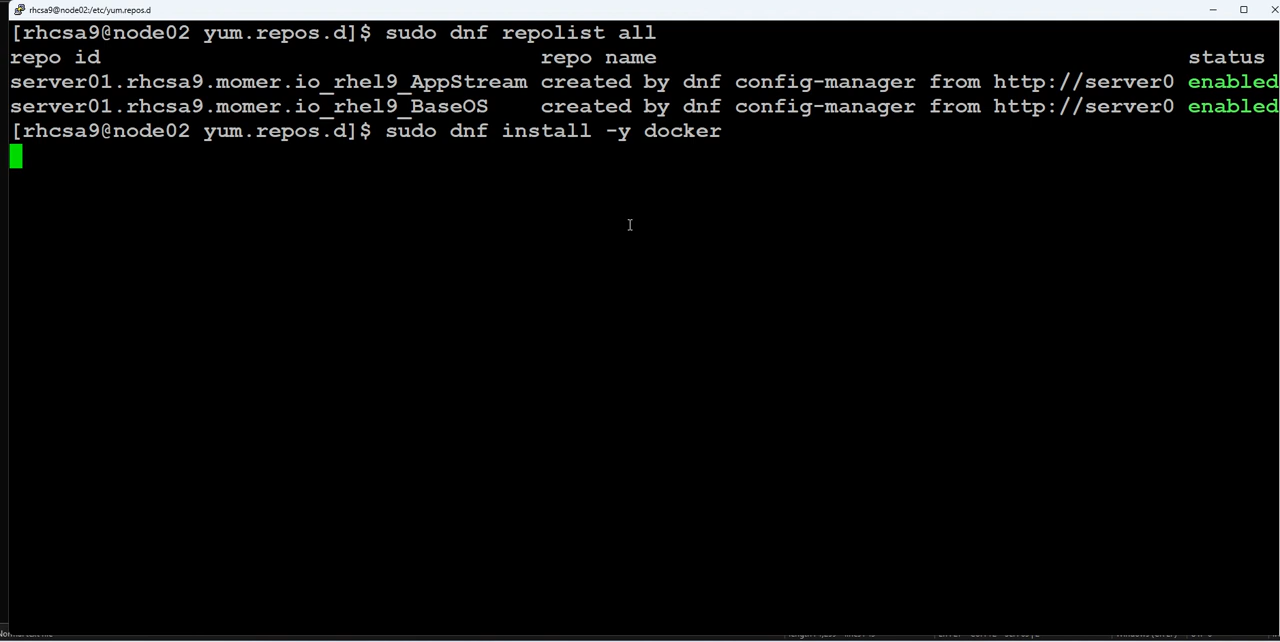 rhcsa9@node02:/etc/yum.repos.d
[rhcsa9@node02 yum.repos.d]$ sudo dnf repolist all
repo id repo name status
server01.rhcsa9.momer.io_rhel9_AppStream created by dnf config-manager from http://server0 enabled
server01.rhcsa9.momer.io_rhel9_BaseOS created by dnf config-manager from http://server0 enabled
[rhcsa9@node02 yum.repos.d]$ sudo dnf install -y docker